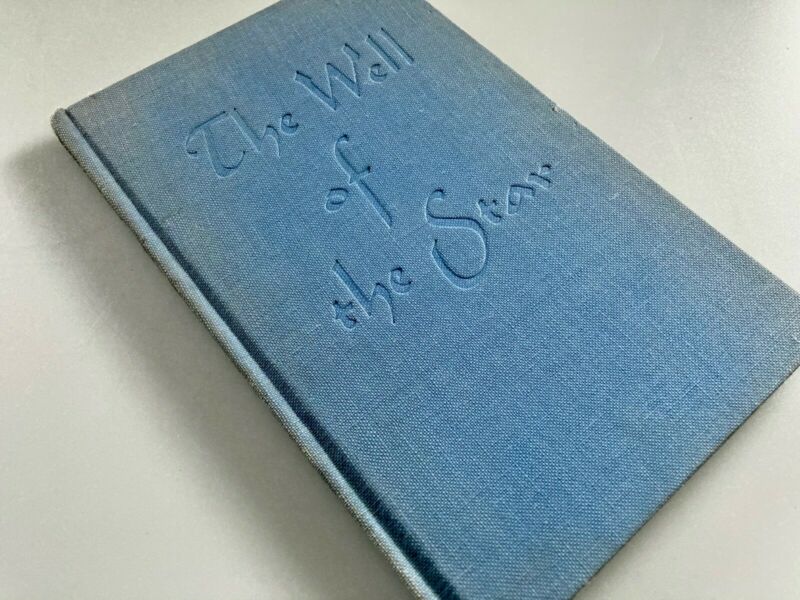 The Well
of
the Star